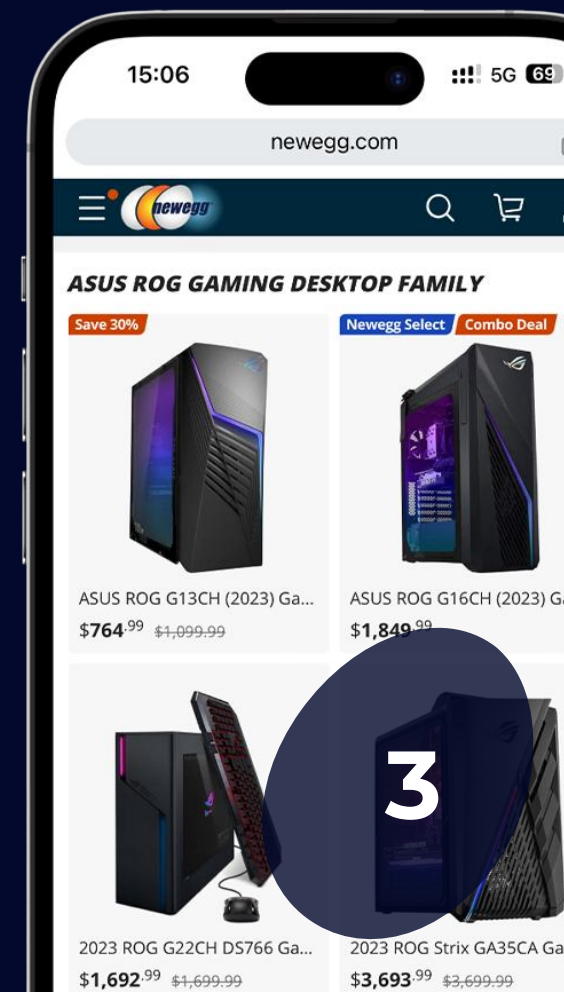 15:06
5G 69
newegg.com
newegg
ASUS ROG GAMING DESKTOP FAMILY
Save 30%
Newegg Select Combo Deal
ASUS ROG G13CH (2023) Ga...
ASUS ROG G16CH (2023) Ga
$764.99 $1,099.99
$1,849.99
3
2023 ROG G22CH DS766 Ga...
2023 ROG Strix GA35CA Ga
$1,692.99 $1,699.99
$3,693.99 $3,699.99